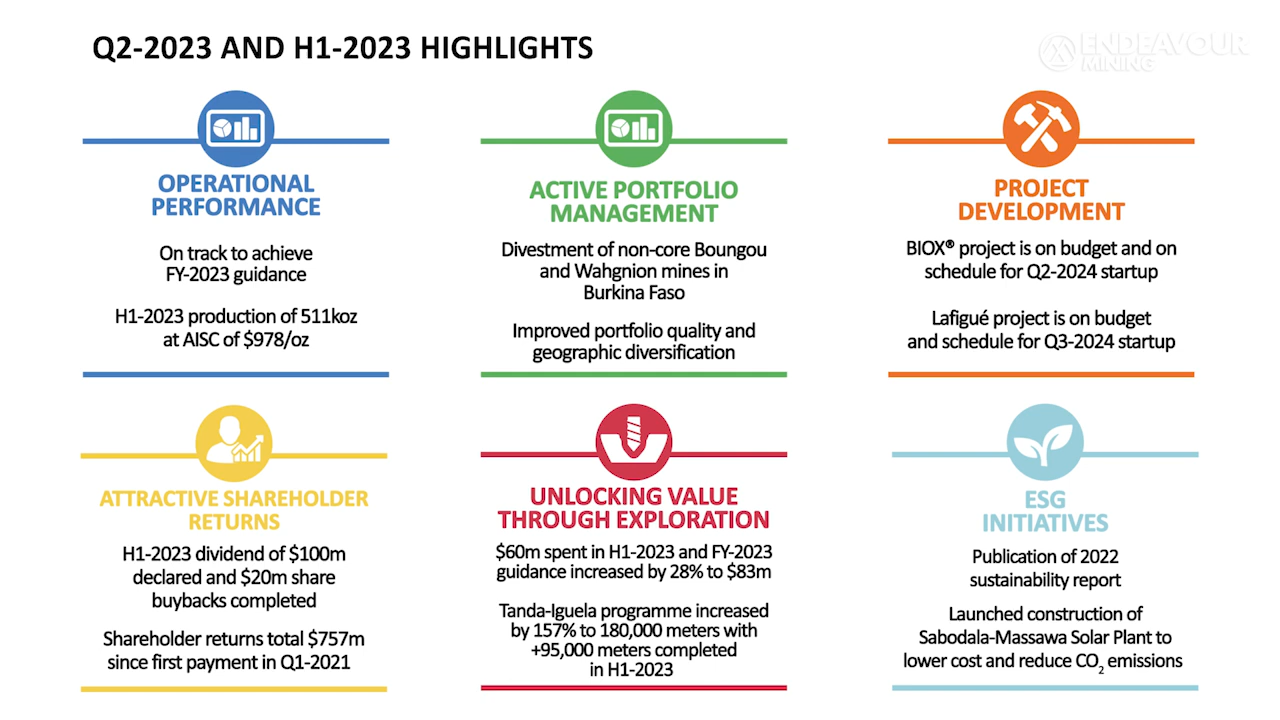 Q2-2023 AND H1-2023 HIGHLIGHTS
ENDEAVOUR
MINING
OPERATIONAL
PERFORMANCE
On track to achieve
FY-2023 guidance
H1-2023 production of 511koz
at AISC of $978/oz
ACTIVE PORTFOLIO
MANAGEMENT
Divestment of non-core Boungou
and Wahgnion mines in
Burkina Faso
Improved portfolio quality and
geographic diversification
PROJECT
DEVELOPMENT
BIOX® project is on budget and on
schedule for Q2-2024 startup
Lafigué project is on budget
and schedule for Q3-2024 startup
ATTRACTIVE SHAREHOLDER
RETURNS
H1-2023 dividend of $100m
declared and $20m share
buybacks completed
Shareholder returns total $757m
since first payment in Q1-2021
UNLOCKING VALUE
THROUGH EXPLORATION
$60m spent in H1-2023 and FY-2023
guidance increased by 28% to $83m
Tanda-Iguela programme increased
by 157% to 180,000 meters with
+95,000 meters completed
in H1-2023
ESG
INITIATIVES
Publication of 2022
sustainability report
Launched construction of
Sabodala-Massawa Solar Plant to
lower cost and reduce CO₂ emissions